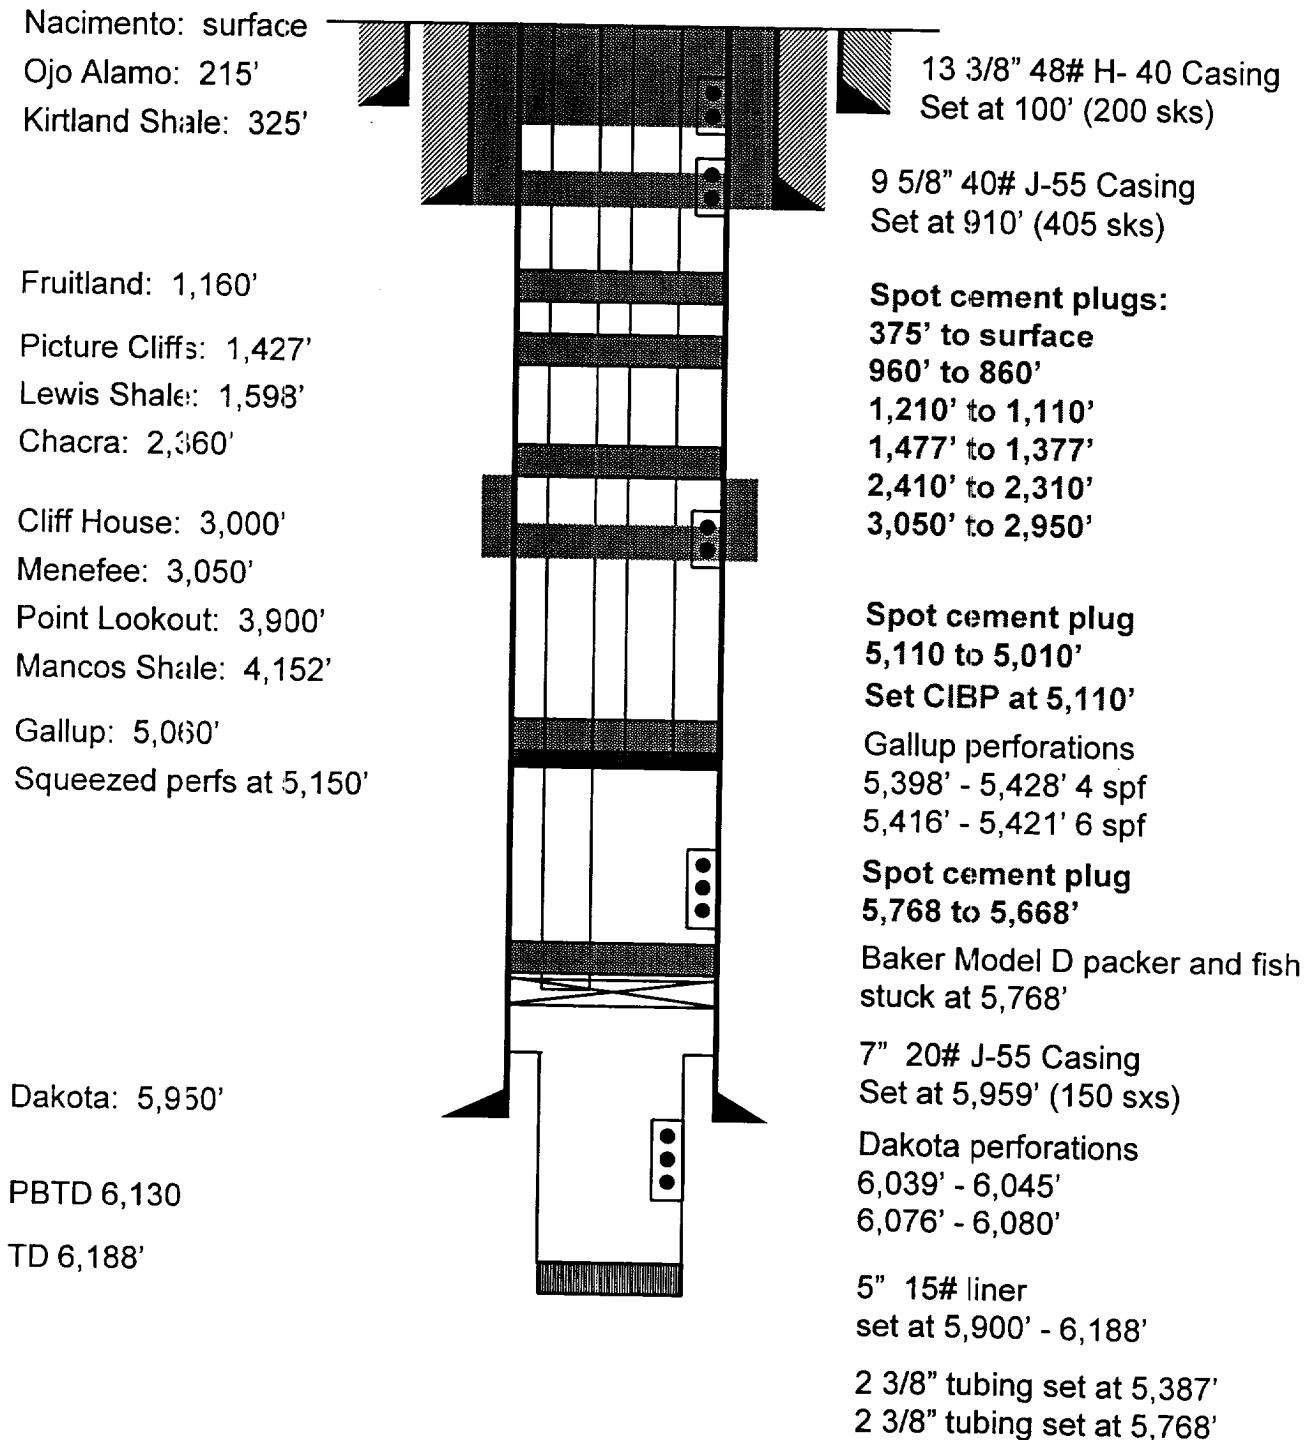 Nacimento: surface
Ojo Alamo: 215'
Kirtland Shale: 325'
Fruitland: 1,160'
Picture Cliffs: 1,427'
Lewis Shale: 1,598'
Chacra: 2,360'
Cliff House: 3,000'
Menefee: 3,050'
Point Lookout: 3,900'
Mancos Shale: 4,152'
Gallup: 5,060'
Squeezed perfs at 5,150'
Dakota: 5,950'
PBTD 6,130
TD 6,188'
13 3/8" 48# H- 40 Casing
Set at 100' (200 sks)
9 5/8" 40# J-55 Casing
Set at 910' (405 sks)
Spot cement plugs:
375' to surface
960' to 860'
1,210' to 1,110'
1,477' to 1,377'
2,410' to 2,310'
3,050' to 2,950'
Spot cement plug
5,110 to 5,010'
Set CIBP at 5,110'
Gallup perforations
5,398' - 5,428' 4 spf
5,416' - 5,421' 6 spf
Spot cement plug
5,768 to 5,668'
Baker Model D packer and fish
stuck at 5,768'
7" 20# J-55 Casing
Set at 5,959' (150 sxs)
Dakota perforations
6,039' - 6,045'
6,076' - 6,080'
5" 15# liner
set at 5,900' - 6,188'
2 3/8" tubing set at 5,387'
2 3/8" tubing set at 5,768'